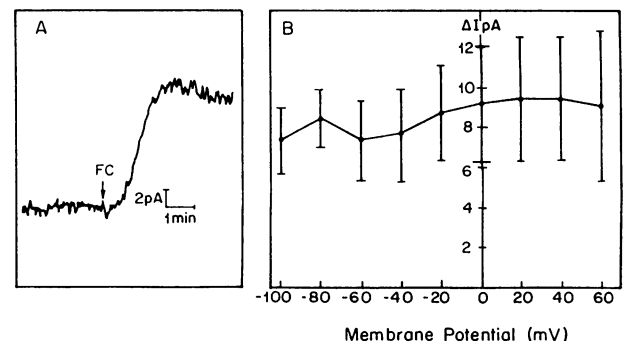 A
FC
2pA
1min
B
ΔIpA
12
10
8
6
4
2
-100 -80 -60 -40 -20 0 20 40 60
Membrane Potential (mV)